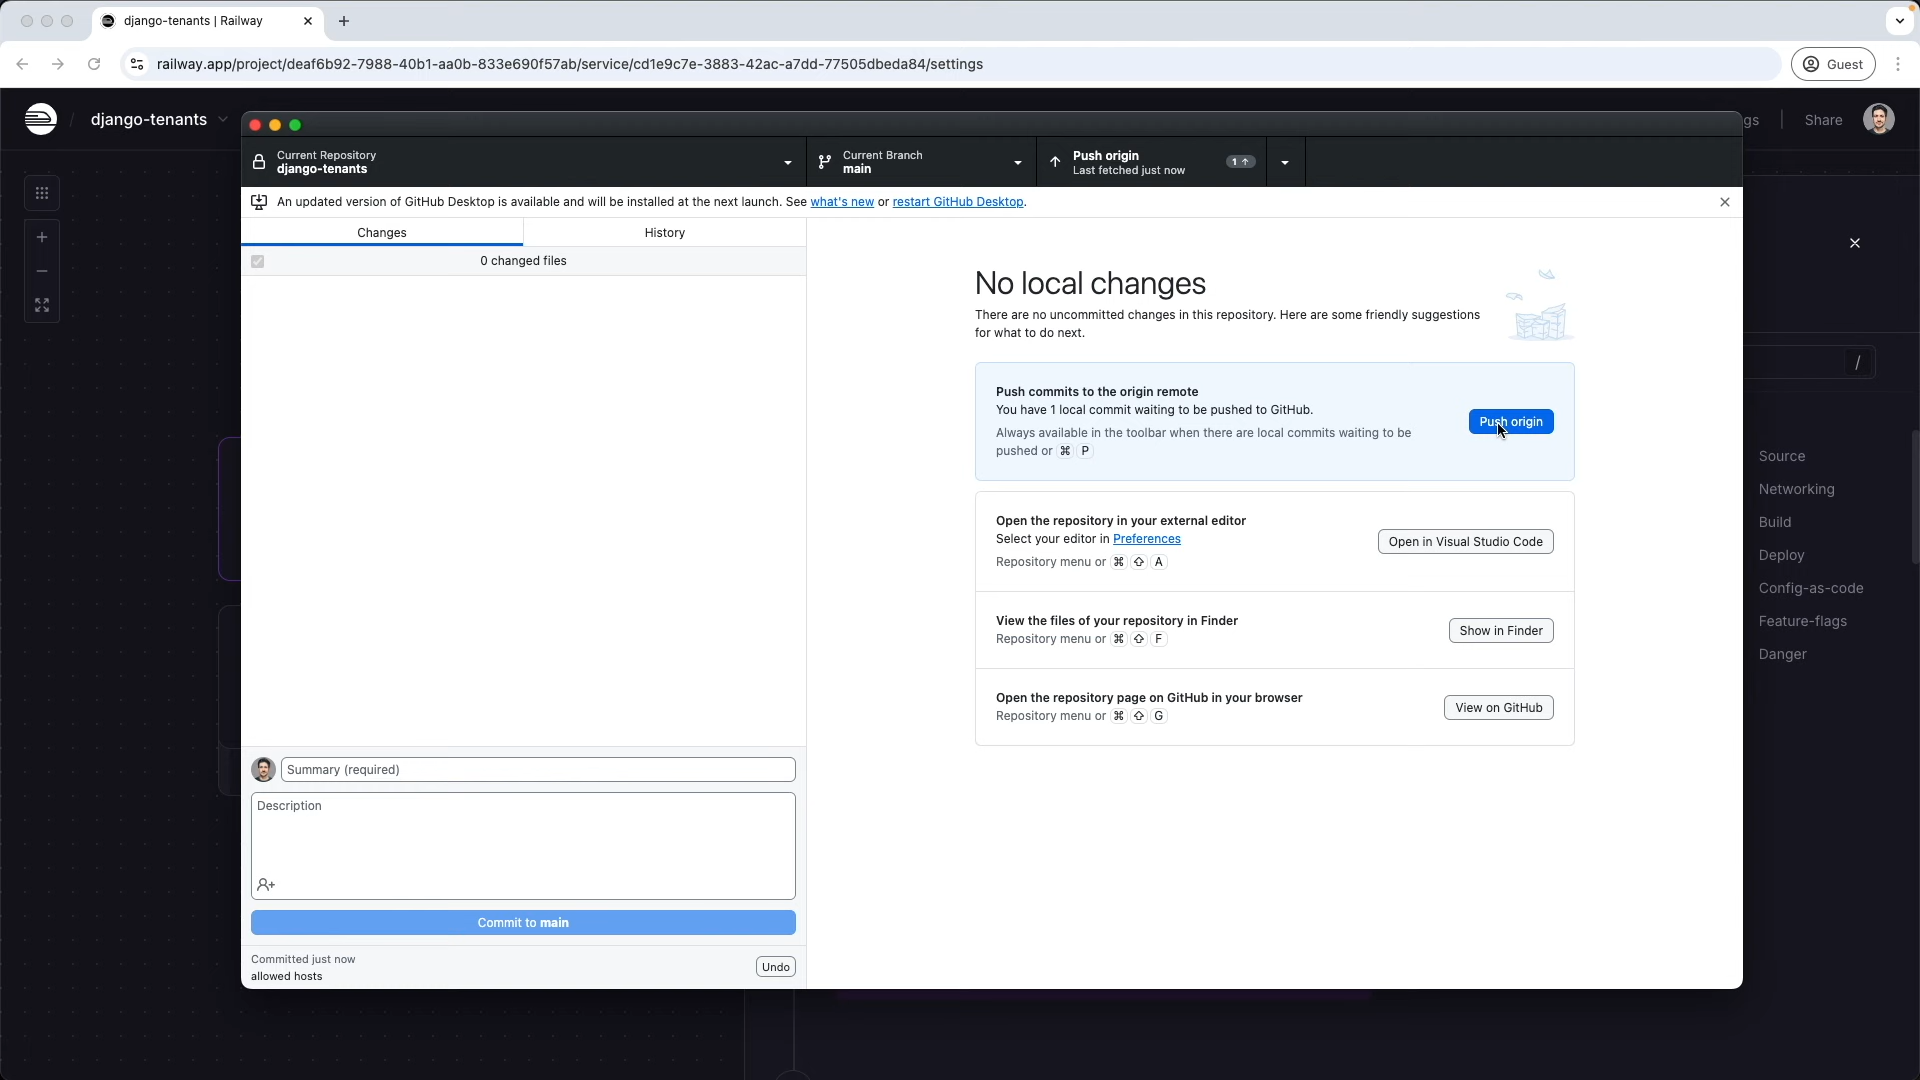 django-tenants | Railway
railway.app/project/deaf6b92-7988-40b1-aa0b-833e690f57ab/service/cd1e9c7e-3883-42ac-a7dd-77505dbeda84/settings
Guest
/ django-tenants
gs
Share
Current Repository
django-tenants
Current Branch
main
Push origin
Last fetched just now
1
An updated version of GitHub Desktop is available and will be installed at the next launch. See what's new or restart GitHub Desktop.
Changes
History
0 changed files
No local changes
There are no uncommitted changes in this repository. Here are some friendly suggestions
for what to do next.
Push commits to the origin remote
You have 1 local commit waiting to be pushed to GitHub.
Always available in the toolbar when there are local commits waiting to be
pushed or ⌘ P
Push origin
Open the repository in your external editor
Select your editor in Preferences
Repository menu or ⌘ ⇧ A
Open in Visual Studio Code
View the files of your repository in Finder
Repository menu or ⌘ ⇧ F
Show in Finder
Open the repository page on GitHub in your browser
Repository menu or ⌘ ⇧ G
View on GitHub
/
Source
Networking
Build
Deploy
Config-as-code
Feature-flags
Danger
Summary (required)
Description
Commit to main
Committed just now
allowed hosts
Undo